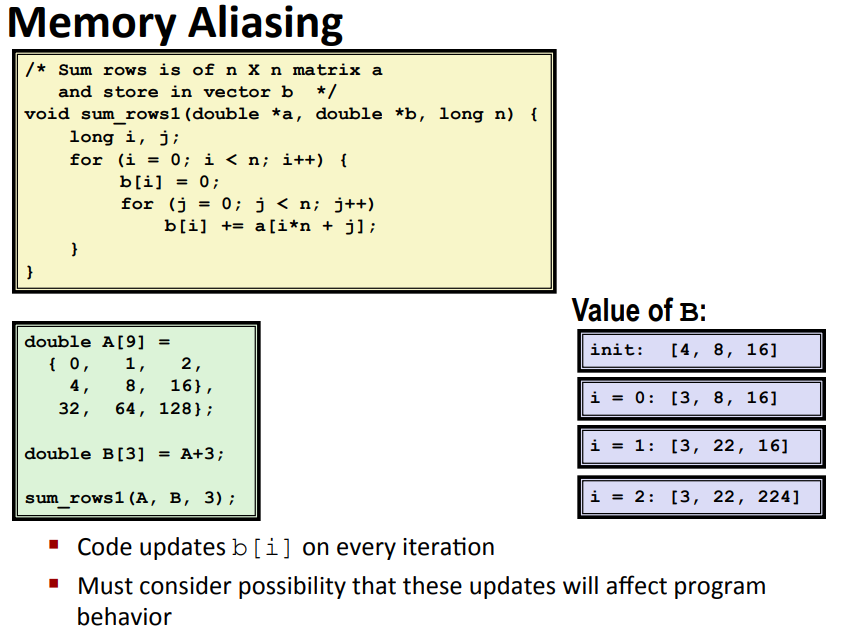 Memory Aliasing
/* Sum rows is of n X n matrix a
and store in vector b */
void sum_rows1(double *a, double *b, long n) {
long i, j;
for (i = 0; i < n; i++) {
b[i] = 0;
for (j = 0; j < n; j++)
b[i] += a[i*n + j];
}
}
double A[9] =
{ 0, 1, 2,
4, 8, 16},
32, 64, 128};
double B[3] = A+3;
sum_rows1(A, B, 3);
Value of B:
init: [4, 8, 16]
i = 0: [3, 8, 16]
i = 1: [3, 22, 16]
i = 2: [3, 22, 224]
▪ Code updates b[i] on every iteration
▪ Must consider possibility that these updates will affect program
behavior